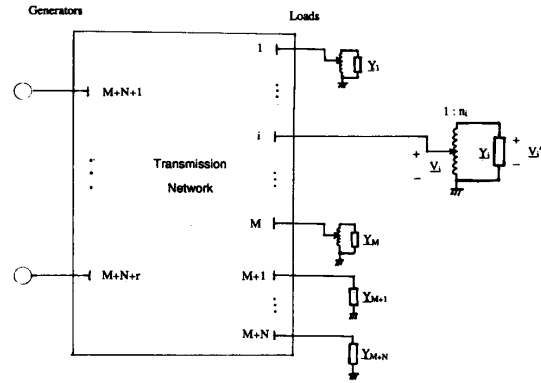 Generators
Loads
1
Y1
M+N+1
1 : ni
i
Yi
Vi
Vi'
+
−
+
−
Transmission
Network
M
YM
M+N+r
M+1
YM+1
M+N
YM+N